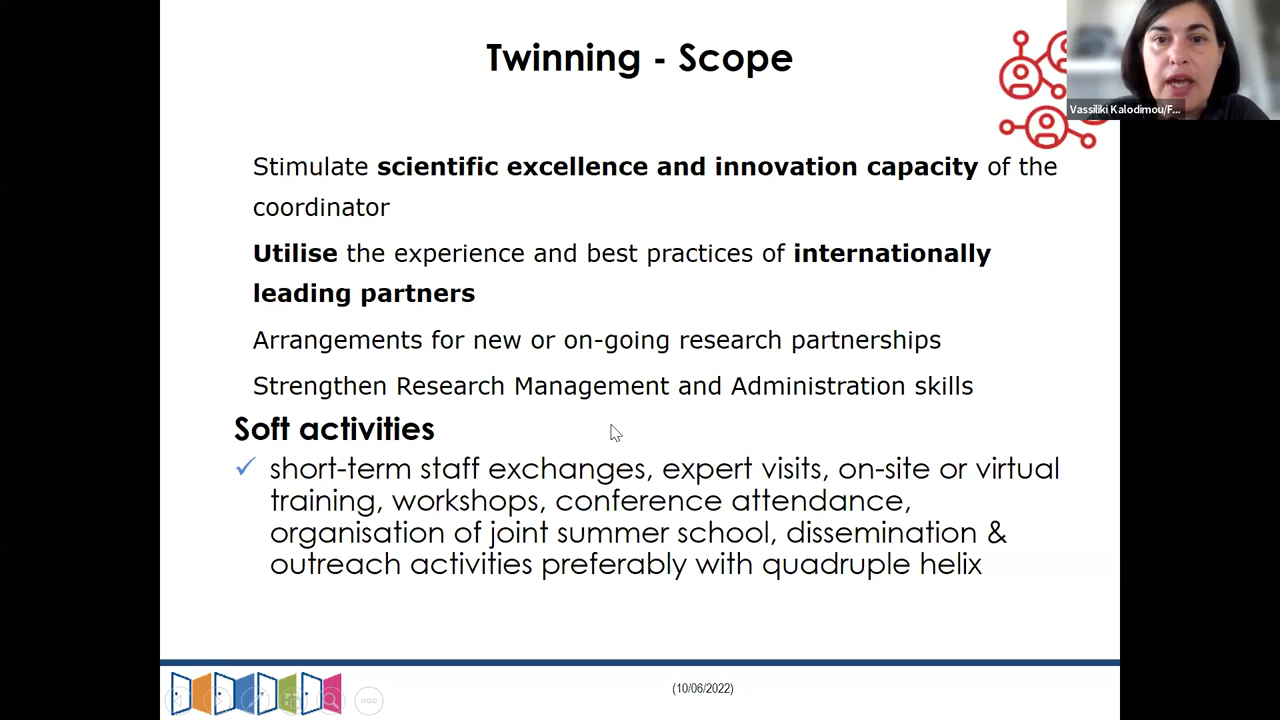 Twinning - Scope
Vassiliki Kalodimou/F...
Stimulate scientific excellence and innovation capacity of the
coordinator
Utilise the experience and best practices of internationally
leading partners
Arrangements for new or on-going research partnerships
Strengthen Research Management and Administration skills
Soft activities
✓ short-term staff exchanges, expert visits, on-site or virtual
training, workshops, conference attendance,
organisation of joint summer school, dissemination &
outreach activities preferably with quadruple helix
(10/06/2022)